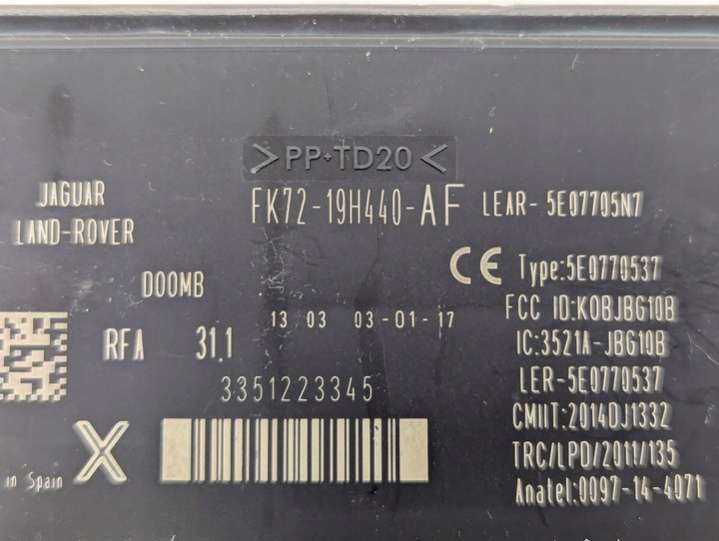 >PP+TD20<
JAGUAR
LAND-ROVER
FK72-19H440-AF
LEAR-5E07705N7
CE
Type:5E0770537
D00MB
FCC ID:KOBJBG10B
RFA
31.1
13 03 03-01-17
IC:3521A-JBG10B
3351223345
LER-5E0770537
CMIIT:2014DJ1332
X
TRC/LPD/2011/135
in Spain
Anatel:0097-14-4071